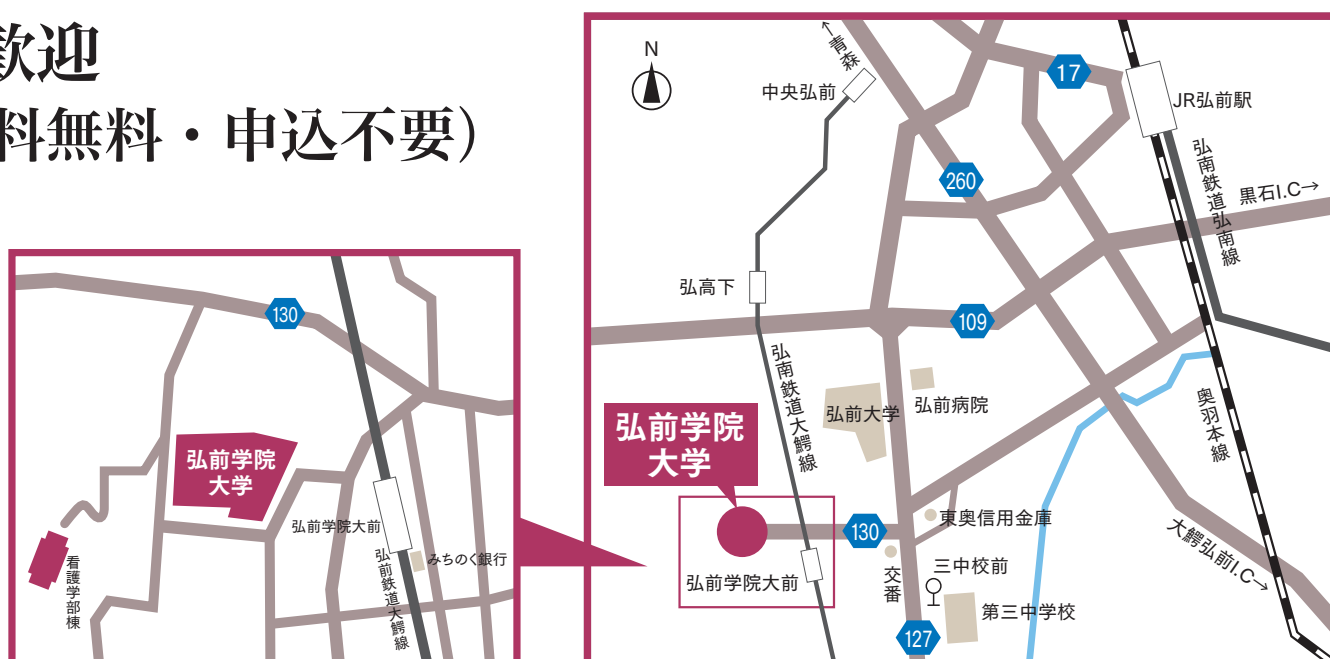 歓迎
料無料・申込不要）
N
↑青森
中央弘前
17
JR弘前駅
260
弘南鉄道弘南線
黒石I.C→
弘高下
109
弘南鉄道大鰐線
弘前大学
弘前病院
奥羽本線
弘前学院
大学
東奥信用金庫
130
弘前学院大前
交番
三中校前
第三中学校
大鰐弘前I.C→
127
130
弘前学院
大学
弘前学院大前
みちのく銀行
弘前鉄道大鰐線
看護学部棟